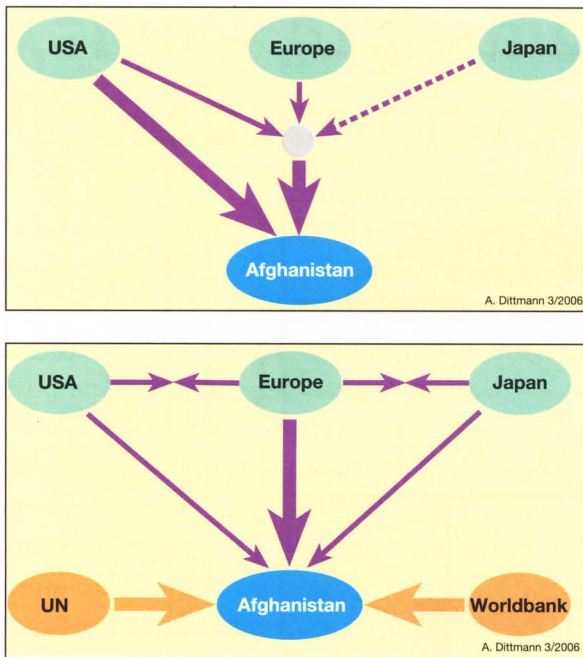 USA
Europe
Japan
Afghanistan
A. Dittmann 3/2006
USA
Europe
Japan
UN
Afghanistan
Worldbank
A. Dittmann 3/2006